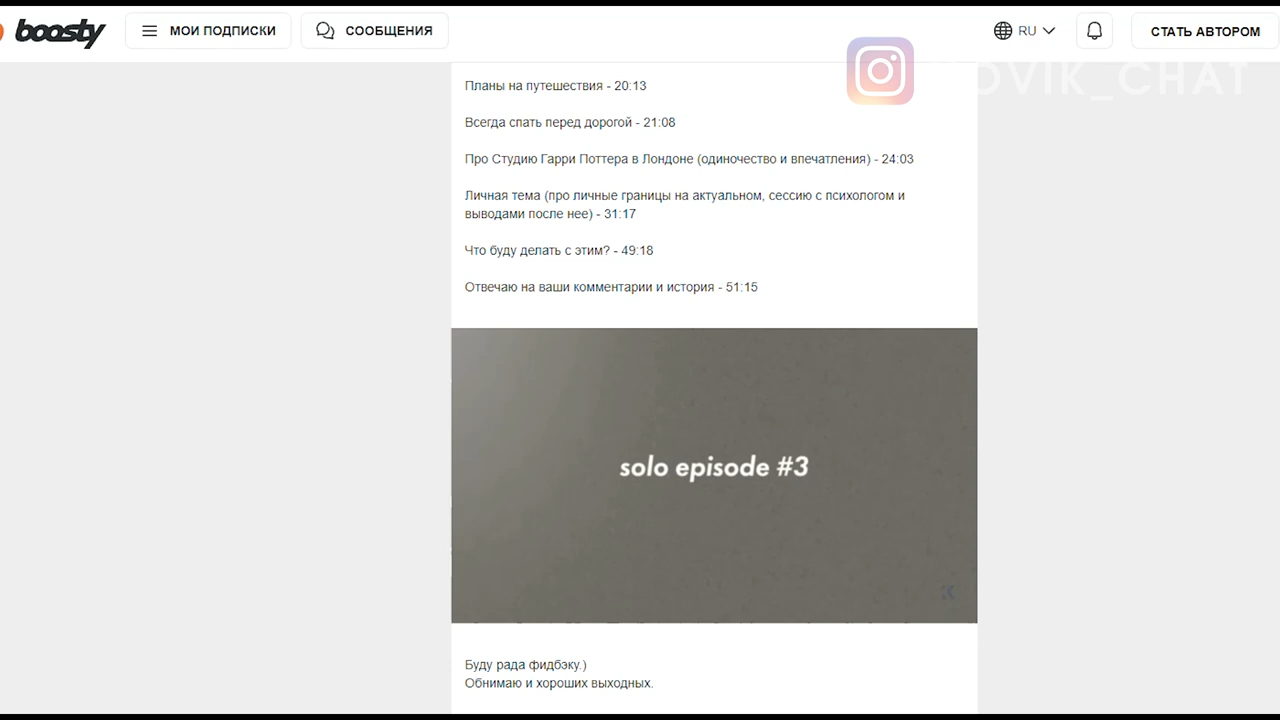 boosty
МОИ ПОДПИСКИ
СООБЩЕНИЯ
RU
СТАТЬ АВТОРОМ
Планы на путешествия - 20:13
Всегда спать перед дорогой - 21:08
Про Студию Гарри Поттера в Лондоне (одиночество и впечатления) - 24:03
Личная тема (про личные границы на актуальном, сессию с психологом и
выводами после нее) - 31:17
Что буду делать с этим? - 49:18
Отвечаю на ваши комментарии и история - 51:15
solo episode #3
Буду рада фидбэку.)
Обнимаю и хороших выходных.